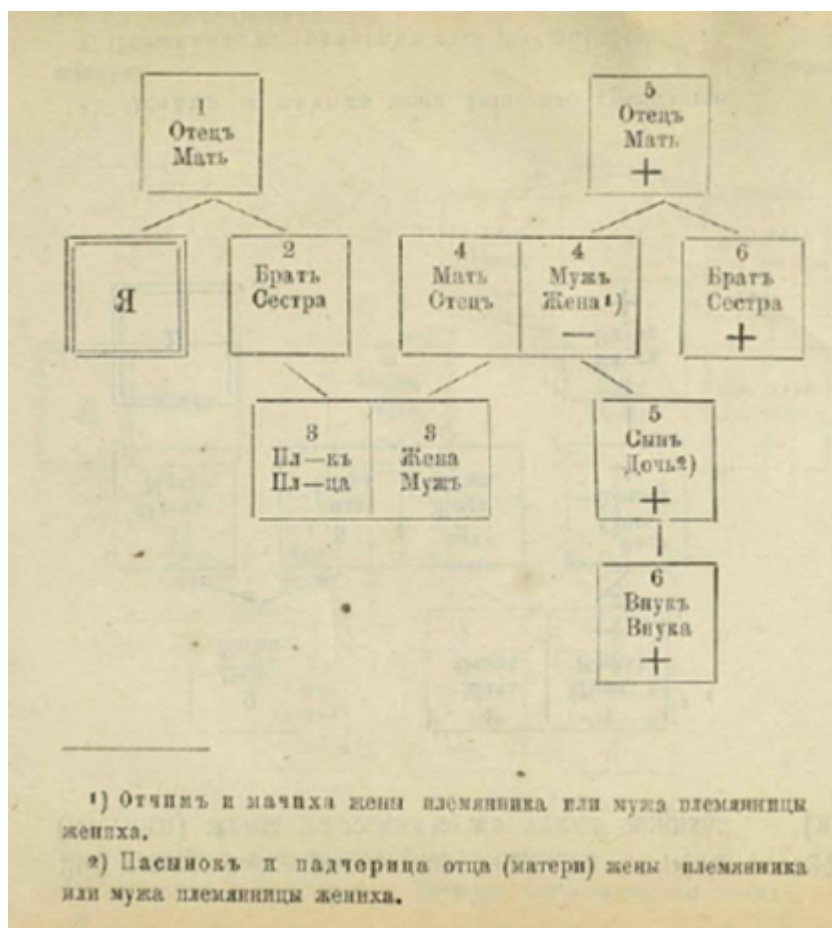 1
Отецъ
Мать
5
Отецъ
Мать
+
Я
2
Братъ
Сестра
4
Мать
Отецъ
4
Мужъ
Жена¹)
—
6
Братъ
Сестра
+
3
Пл—къ
Пл—ца
3
Жена
Мужъ
5
Сынъ
Дочь²)
+
6
Внукъ
Внука
+
¹) Отчимъ и мачиха жены племянника или мужа племянницы
жениха.
²) Пасынокъ и падчерица отца (матери) жены племянника
или мужа племянницы жениха.